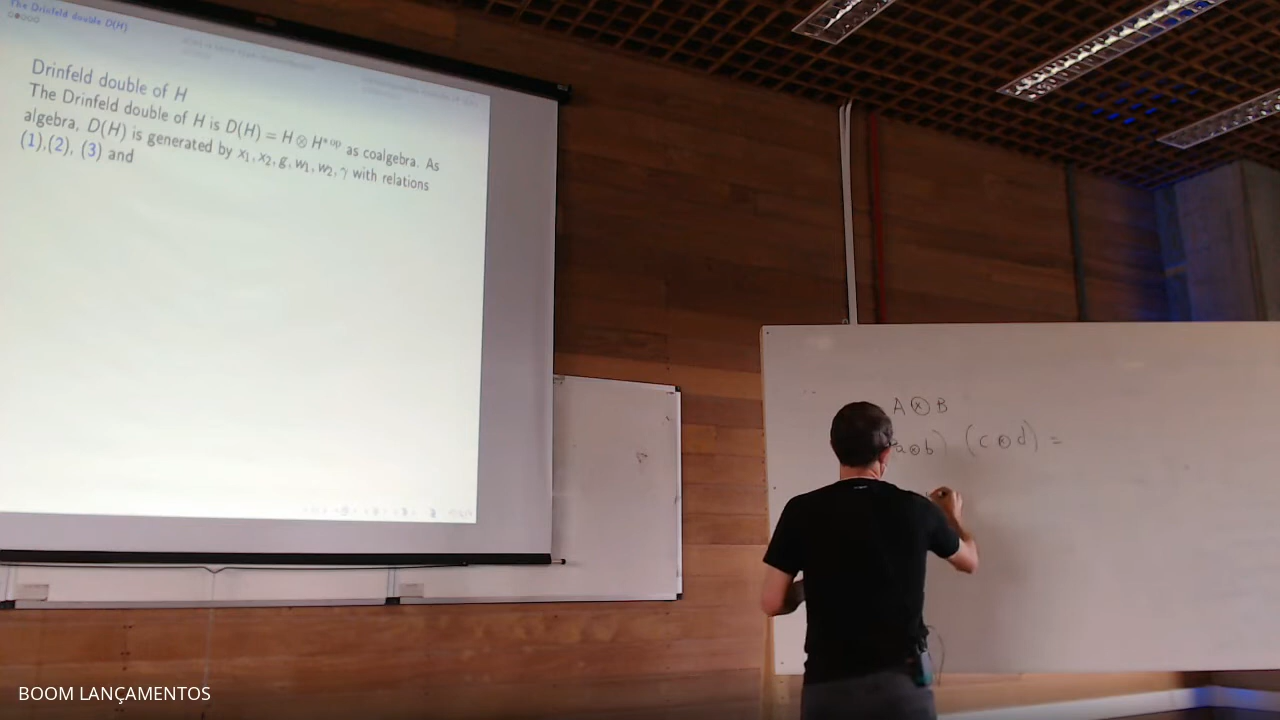 The Drinfeld double D(H)
Drinfeld double of H
The Drinfeld double of H is D(H) = H ⊗ H*op as coalgebra. As
algebra, D(H) is generated by x₁, x₂, g, w₁, w₂, γ with relations
(1),(2), (3) and
A ⊗ B
a⊗b) (c⊗d) =
BOOM LANÇAMENTOS